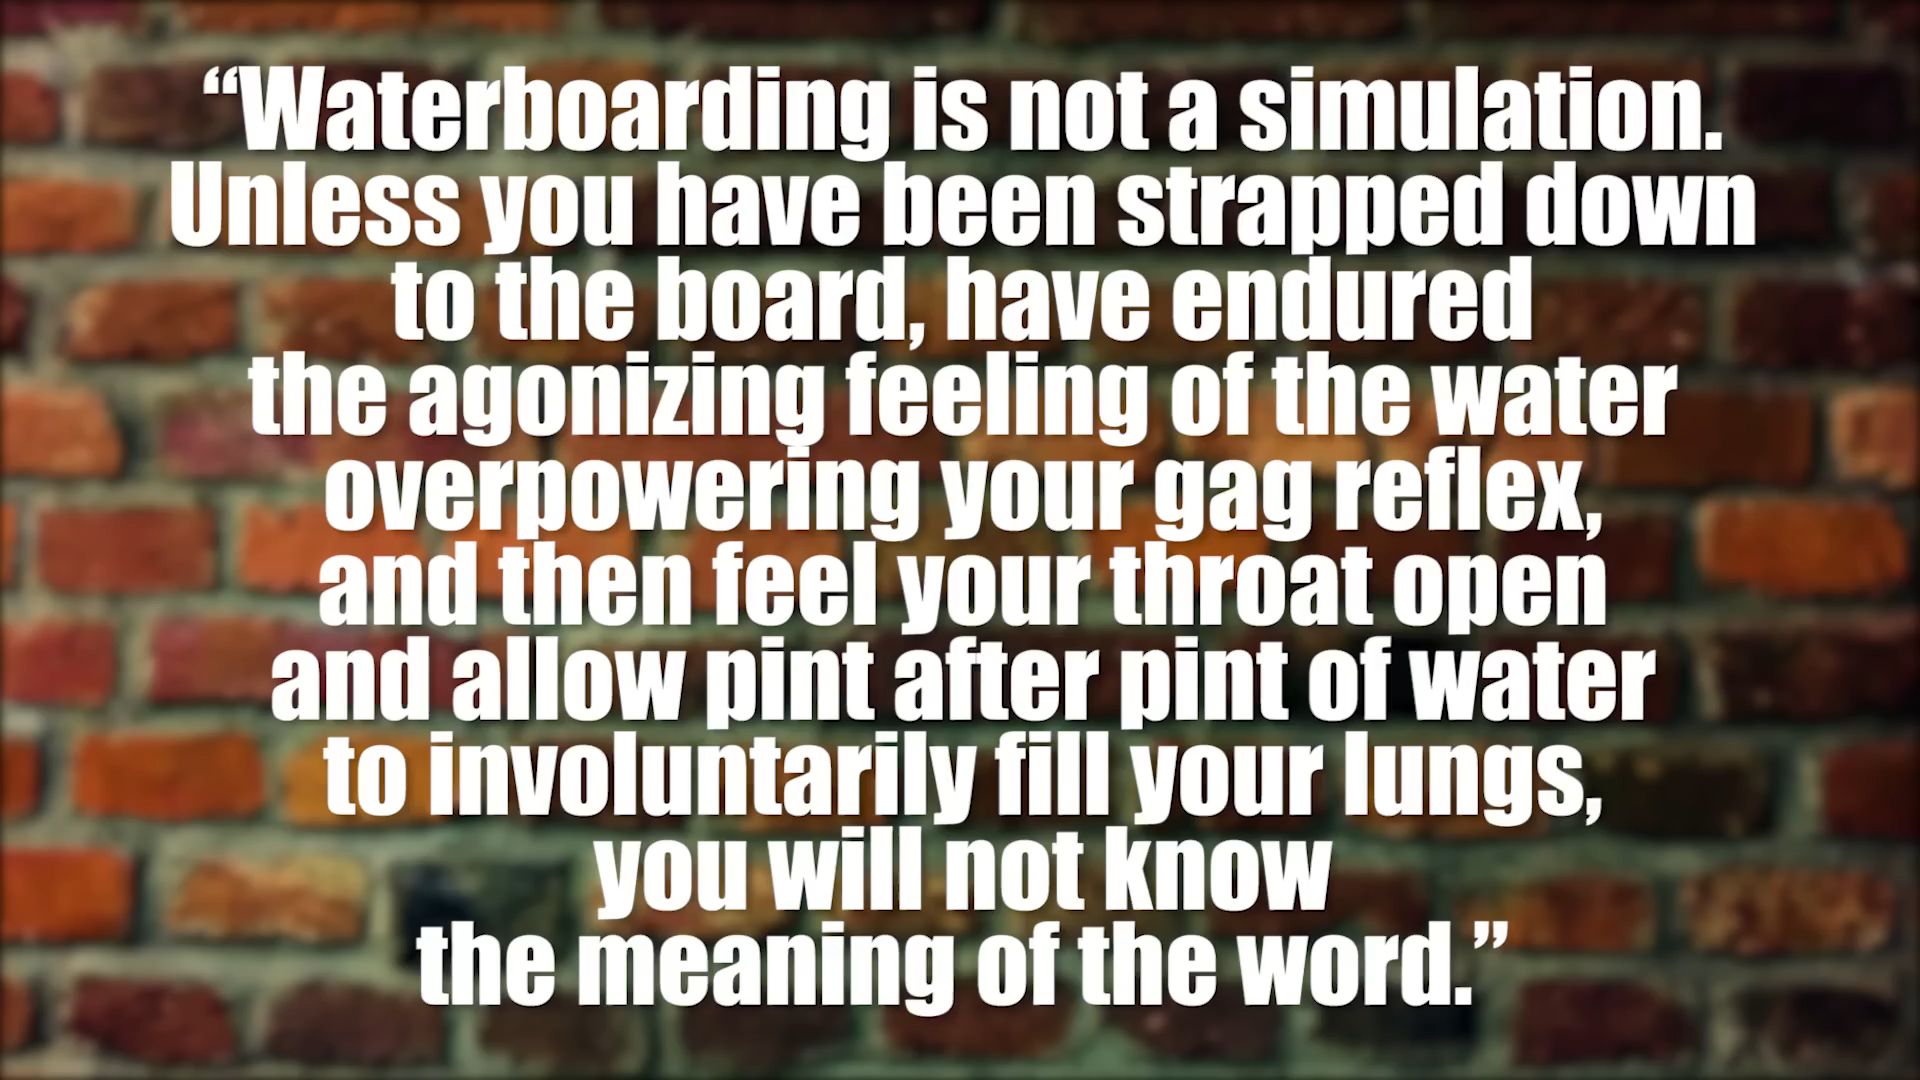 “Waterboarding is not a simulation.
Unless you have been strapped down
to the board, have endured
the agonizing feeling of the water
overpowering your gag reflex,
and then feel your throat open
and allow pint after pint of water
to involuntarily fill your lungs,
you will not know
the meaning of the word.”